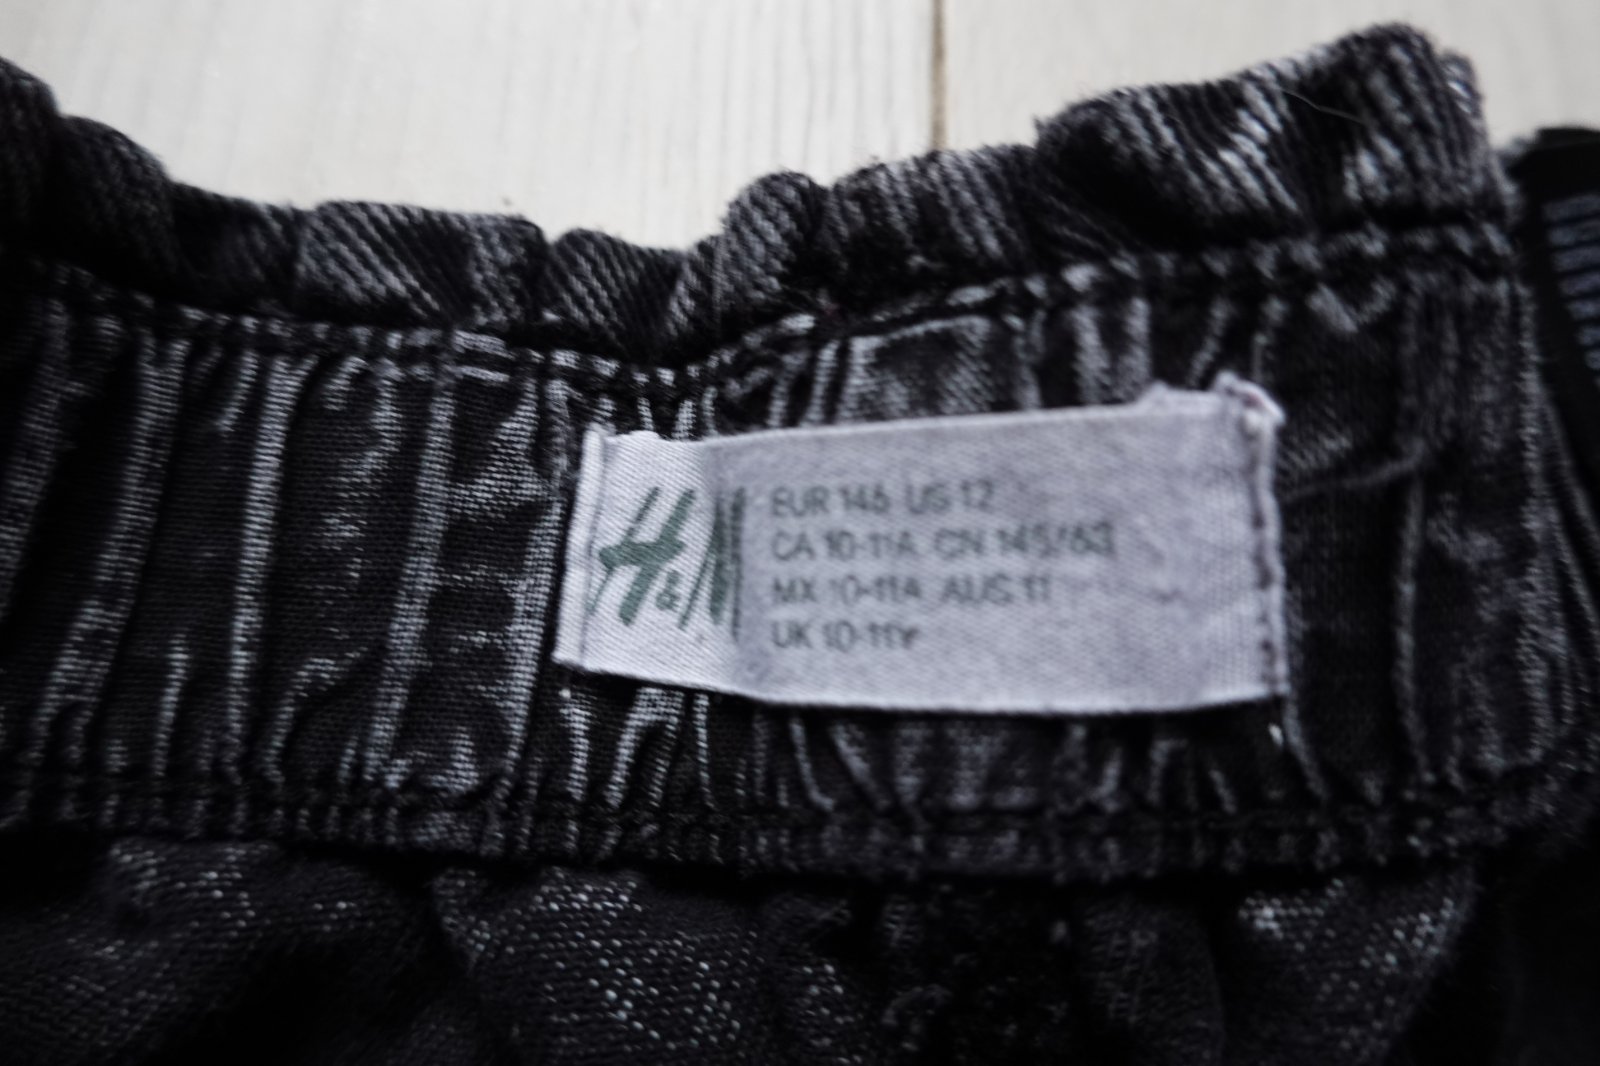 H&M
EUR 146 US 12
CA 10-11A CN 145/63
MX 10-11A AUS 11
UK 10-11Y